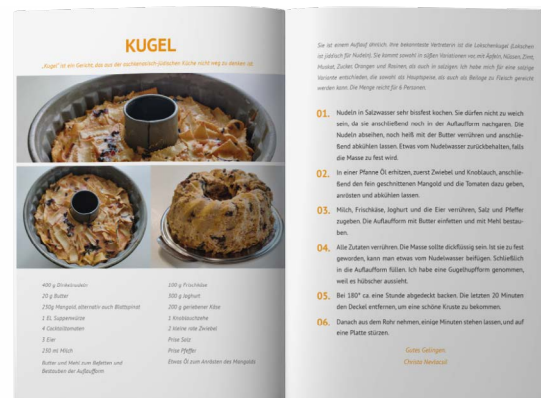 KUGEL
„Kugel" ist ein Gericht, das aus der aschkenasisch-jüdischen Küche nicht weg zu denken ist.
400 g Dinkelnudeln
20 g Butter
250g Mangold, alternativ auch Blattspinat
1 EL Suppenwürze
4 Cocktailtomaten
3 Eier
250 ml Milch
Butter und Mehl zum Befetten und
Bestauben der Auflaufform
100 g Frischkäse
300 g Joghurt
200 g geriebener Käse
1 Knoblauchzehe
2 kleine rote Zwiebel
Prise Salz
Prise Pfeffer
Etwas Öl zum Anrösten des Mangolds
Sie ist einem Auflauf ähnlich. Ihre bekannteste Vertreterin ist die Lokschenkugel (Lokschen
ist jiddisch für Nudeln). Sie kommt sowohl in süßen Variationen vor, mit Äpfeln, Nüssen, Zimt,
Muskat, Zucker, Orangen und Rosinen, als auch in salzigen. Ich habe mich für eine salzige
Variante entschieden, die sowohl als Hauptspeise, als auch als Beilage zu Fleisch gereicht
werden kann. Die Menge reicht für 6 Personen.
01. Nudeln in Salzwasser sehr bissfest kochen. Sie dürfen nicht zu weich
sein, da sie anschließend noch in der Auflaufform nachgaren. Die
Nudeln abseihen, noch heiß mit der Butter verrühren und anschlie-
ßend abkühlen lassen. Etwas vom Nudelwasser zurückbehalten, falls
die Masse zu fest wird.
02. In einer Pfanne Öl erhitzen, zuerst Zwiebel und Knoblauch, anschlie-
ßend den fein geschnittenen Mangold und die Tomaten dazu geben,
anrösten und abkühlen lassen.
03. Milch, Frischkäse, Joghurt und die Eier verrühren, Salz und Pfeffer
zugeben. Die Auflaufform mit Butter einfetten und mit Mehl bestau-
ben.
04. Alle Zutaten verrühren. Die Masse sollte dickflüssig sein. Ist sie zu fest
geworden, kann man etwas vom Nudelwasser beifügen. Schließlich
in die Auflaufform füllen. Ich habe eine Gugelhupfform genommen,
weil es hübscher aussieht.
05. Bei 180° ca. eine Stunde abgedeckt backen. Die letzten 20 Minuten
den Deckel entfernen, um eine schöne Kruste zu bekommen.
06. Danach aus dem Rohr nehmen, einige Minuten stehen lassen, und auf
eine Platte stürzen.
Gutes Gelingen
Christa